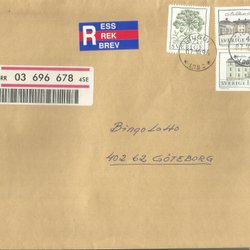 R ESS
REK
BREV
SVERIGE
SVERIGE
RR 03 696 678 4SE
BingoLotto
402 62 GÖTEBORG